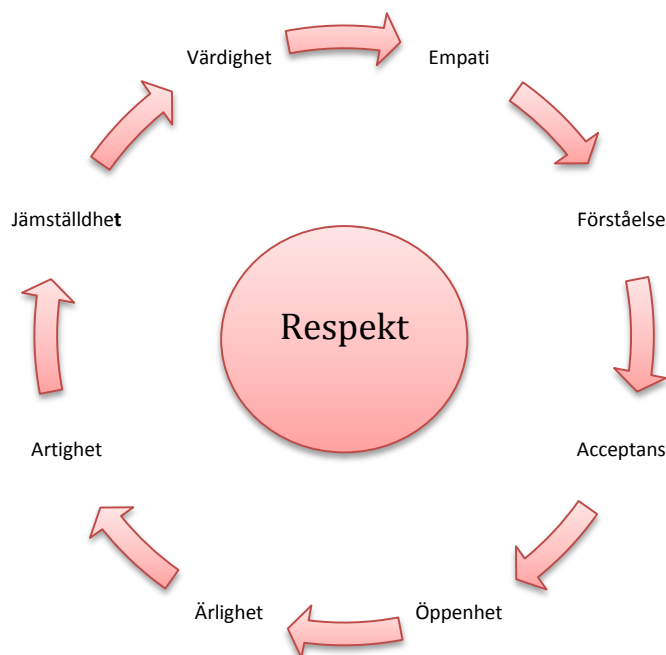 Värdighet
Empati
Jämställdhet
Förståelse
Respekt
Artighet
Acceptans
Ärlighet
Öppenhet